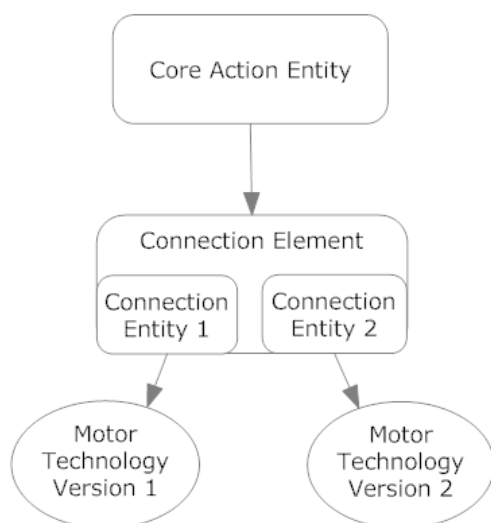 Core Action Entity
Connection Element
Connection
Entity 1
Connection
Entity 2
Motor
Technology
Version 1
Motor
Technology
Version 2